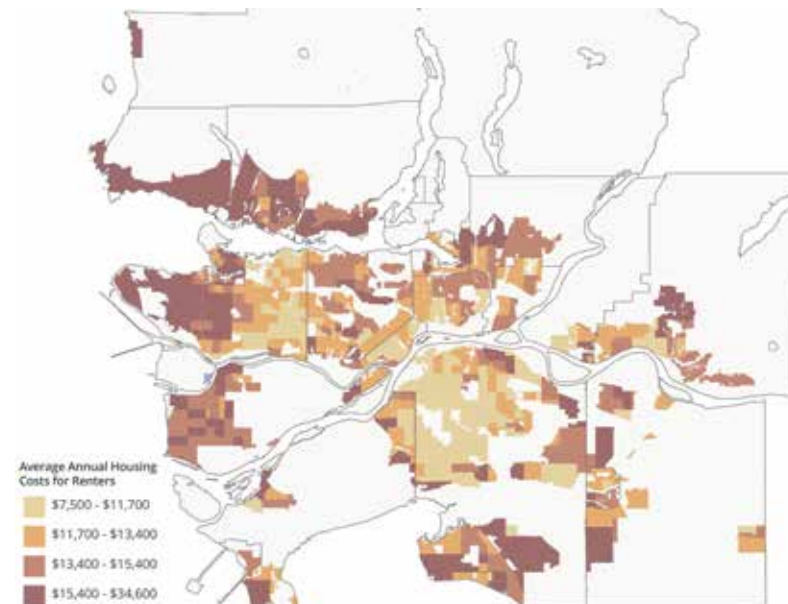 Average Annual Housing
Costs for Renters
$7,500 - $11,700
$11,700 - $13,400
$13,400 - $15,400
$15,400 - $34,600